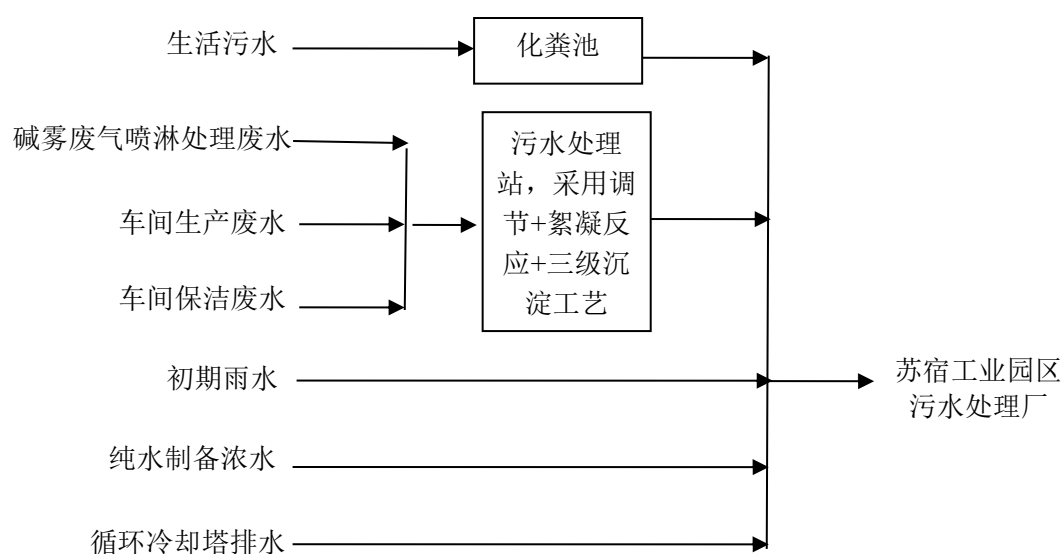 生活污水
化粪池
碱雾废气喷淋处理废水
车间生产废水
车间保洁废水
污水处理
站，采用调
节+絮凝反
应+三级沉
淀工艺
初期雨水
苏宿工业园区
污水处理厂
纯水制备浓水
循环冷却塔排水